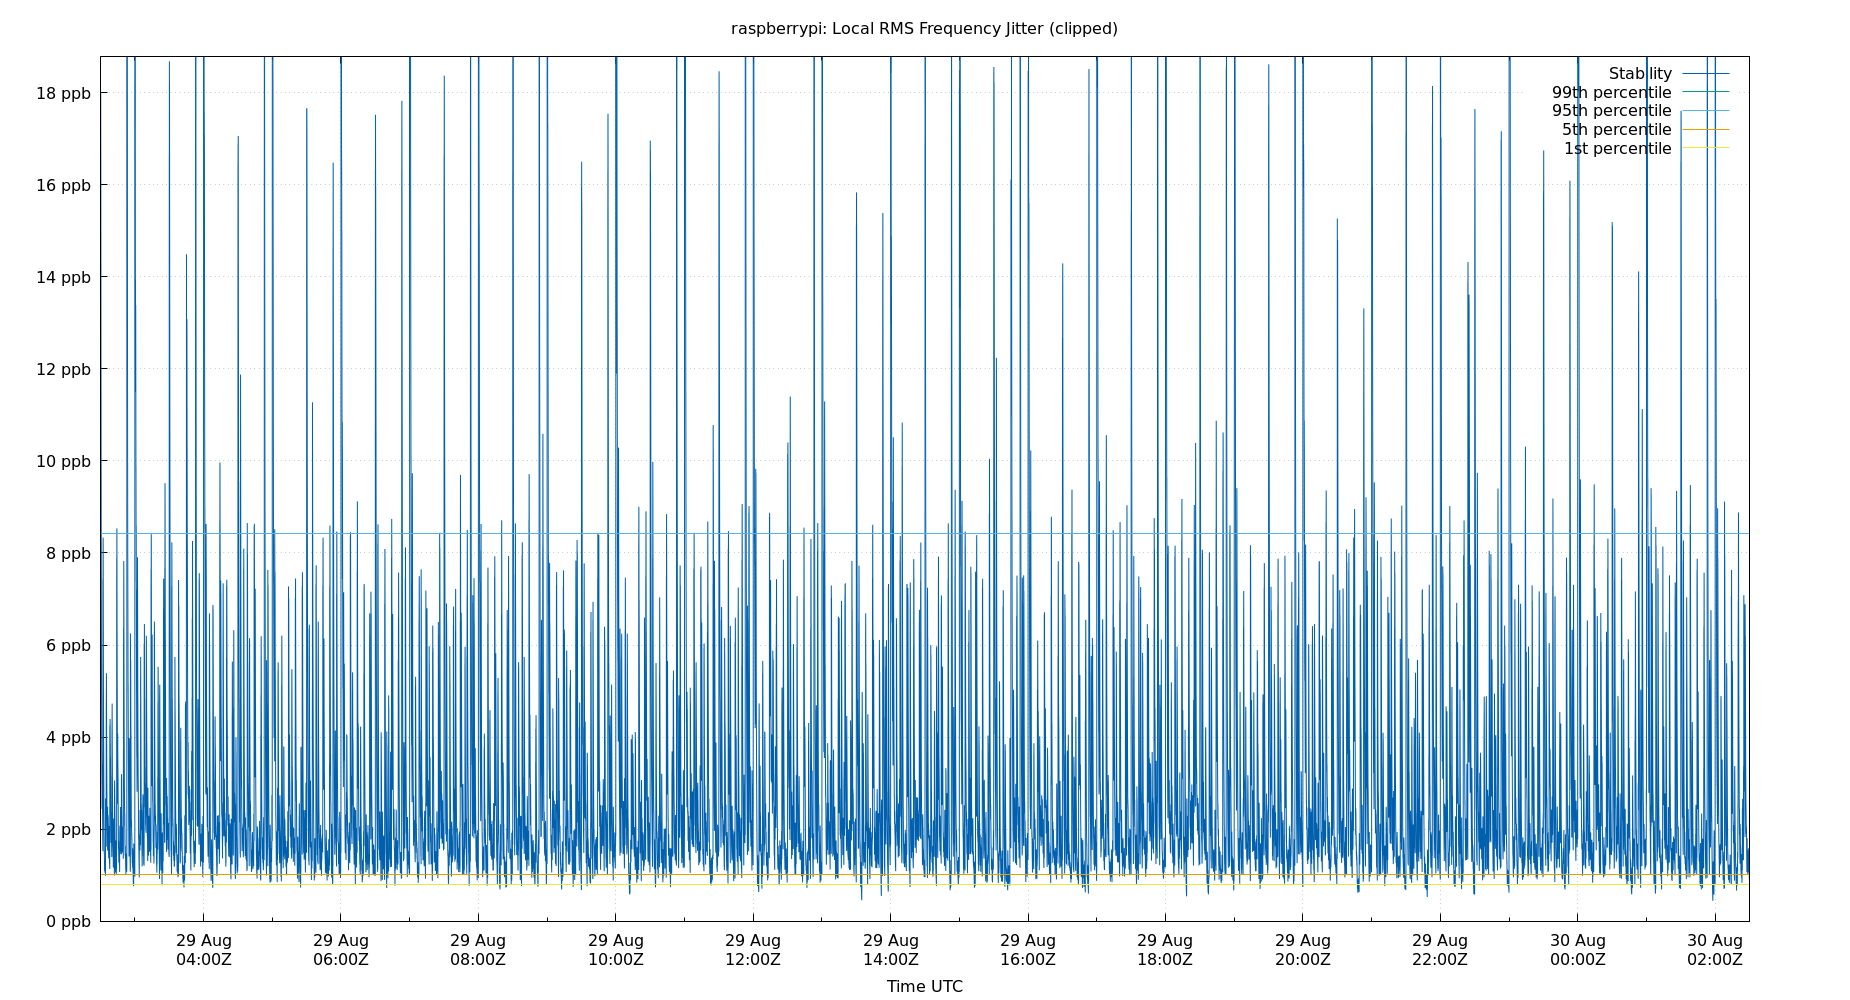 raspberrypi: Local RMS Frequency Jitter (clipped)
Stability
99th percentile
95th percentile
5th percentile
1st percentile
18 ppb
16 ppb
14 ppb
12 ppb
10 ppb
8 ppb
6 ppb
4 ppb
2 ppb
0 ppb
29 Aug 29 Aug 29 Aug 29 Aug 29 Aug 29 Aug 29 Aug 29 Aug 29 Aug 29 Aug 30 Aug 30 Aug
04:00Z 06:00Z 08:00Z 10:00Z 12:00Z 14:00Z 16:00Z 18:00Z 20:00Z 22:00Z 00:00Z 02:00Z
Time UTC